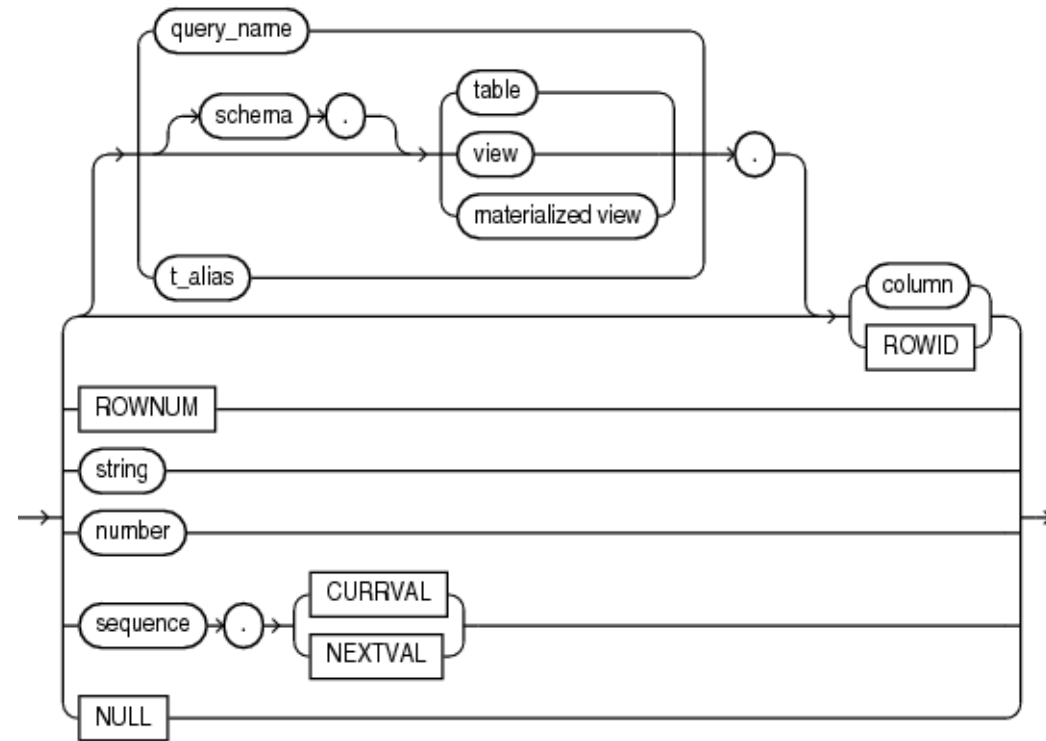 query_name
schema .
table
view
.
materialized view
t_alias
column
ROWID
ROWNUM
string
number
sequence .
CURRVAL
NEXTVAL
NULL